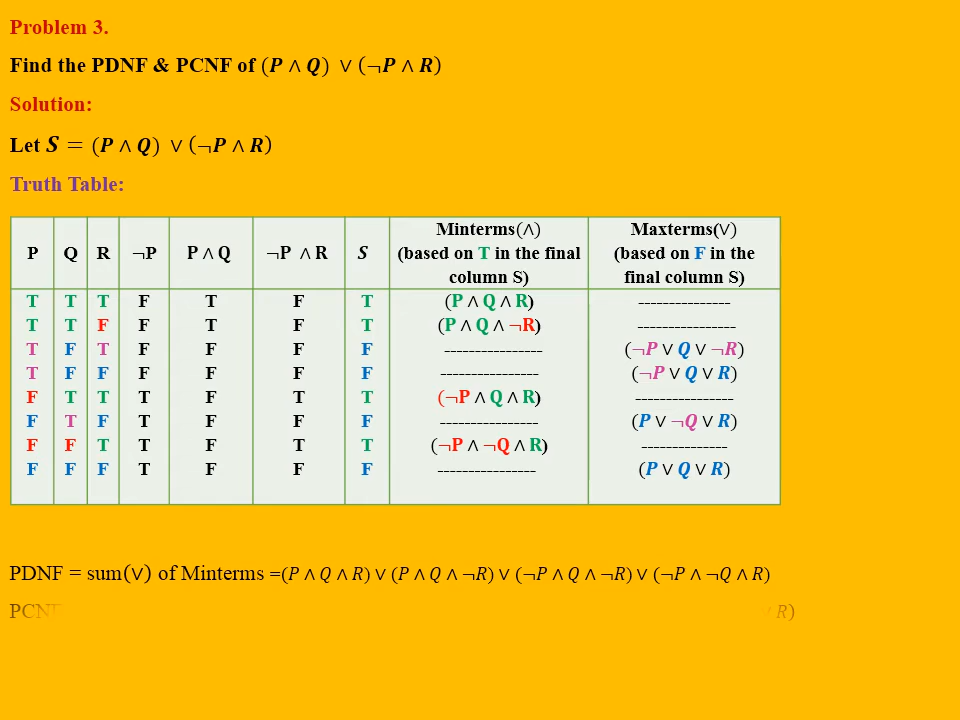 Problem 3.
Find the PDNF & PCNF of (P ∧ Q) ∨ (¬P ∧ R)
Solution:
Let S = (P ∧ Q) ∨ (¬P ∧ R)
Truth Table:
P Q R ¬P P ∧ Q ¬P ∧ R S Minterms(∧) (based on T in the final column S) Maxterms(∨) (based on F in the final column S)
T T T F T F T (P ∧ Q ∧ R) ---------------
T T F F T F T (P ∧ Q ∧ ¬R) ----------------
T F T F F F F ---------------- (¬P ∨ Q ∨ ¬R)
T F F F F F F ---------------- (¬P ∨ Q ∨ R)
F T T T F T T (¬P ∧ Q ∧ R) ----------------
F T F T F F F ---------------- (P ∨ ¬Q ∨ R)
F F T T F T T (¬P ∧ ¬Q ∧ R) --------------
F F F T F F F ---------------- (P ∨ Q ∨ R)
PDNF = sum(∨) of Minterms =(P ∧ Q ∧ R) ∨ (P ∧ Q ∧ ¬R) ∨ (¬P ∧ Q ∧ ¬R) ∨ (¬P ∧ ¬Q ∧ R)
R)